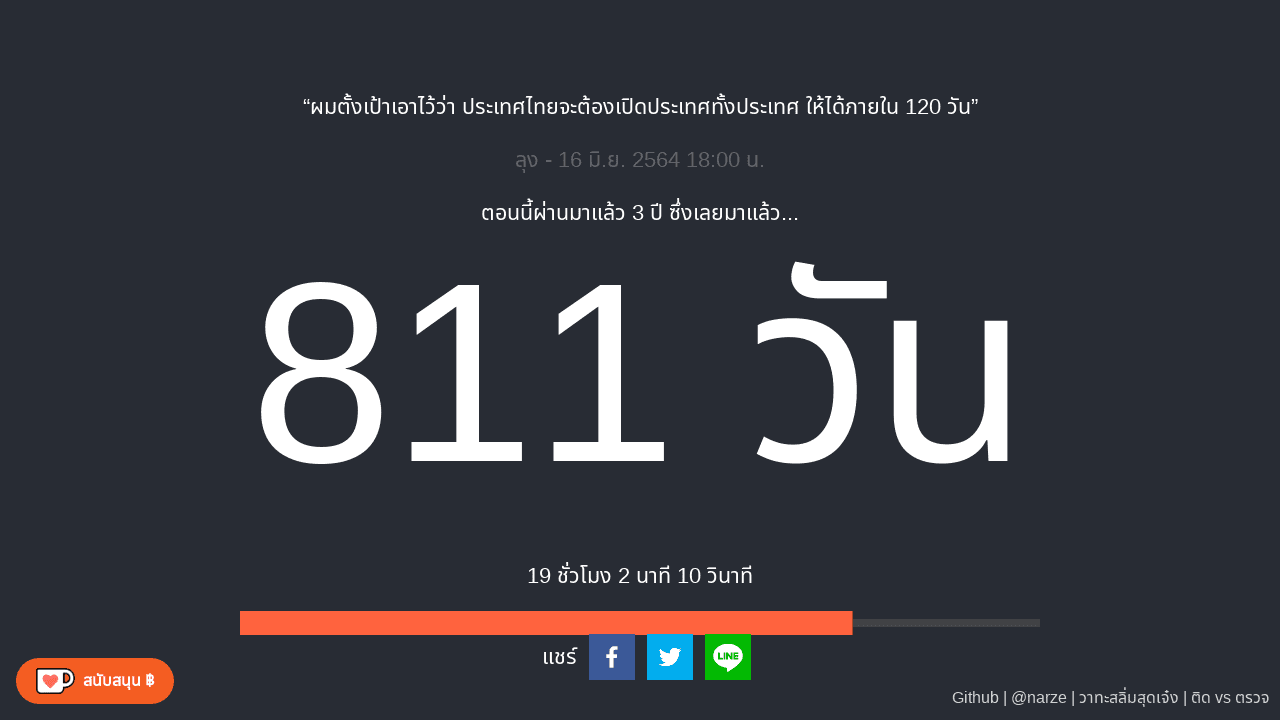 “ผมตั้งเป้าเอาไว้ว่า ประเทศไทยจะต้องเปิดประเทศทั้งประเทศ ให้ได้ภายใน 120 วัน”
ลุง - 16 มิ.ย. 2564 18:00 น.
ตอนนี้ผ่านมาแล้ว 3 ปี ซึ่งเลยมาแล้ว...
811 วัน
19 ชั่วโมง 2 นาที 10 วินาที
แชร์
LINE
สนับสนุน ฿
Github | @narze | วาทะสลิ่มสุดเจ๋ง | ติด vs ตรวจ